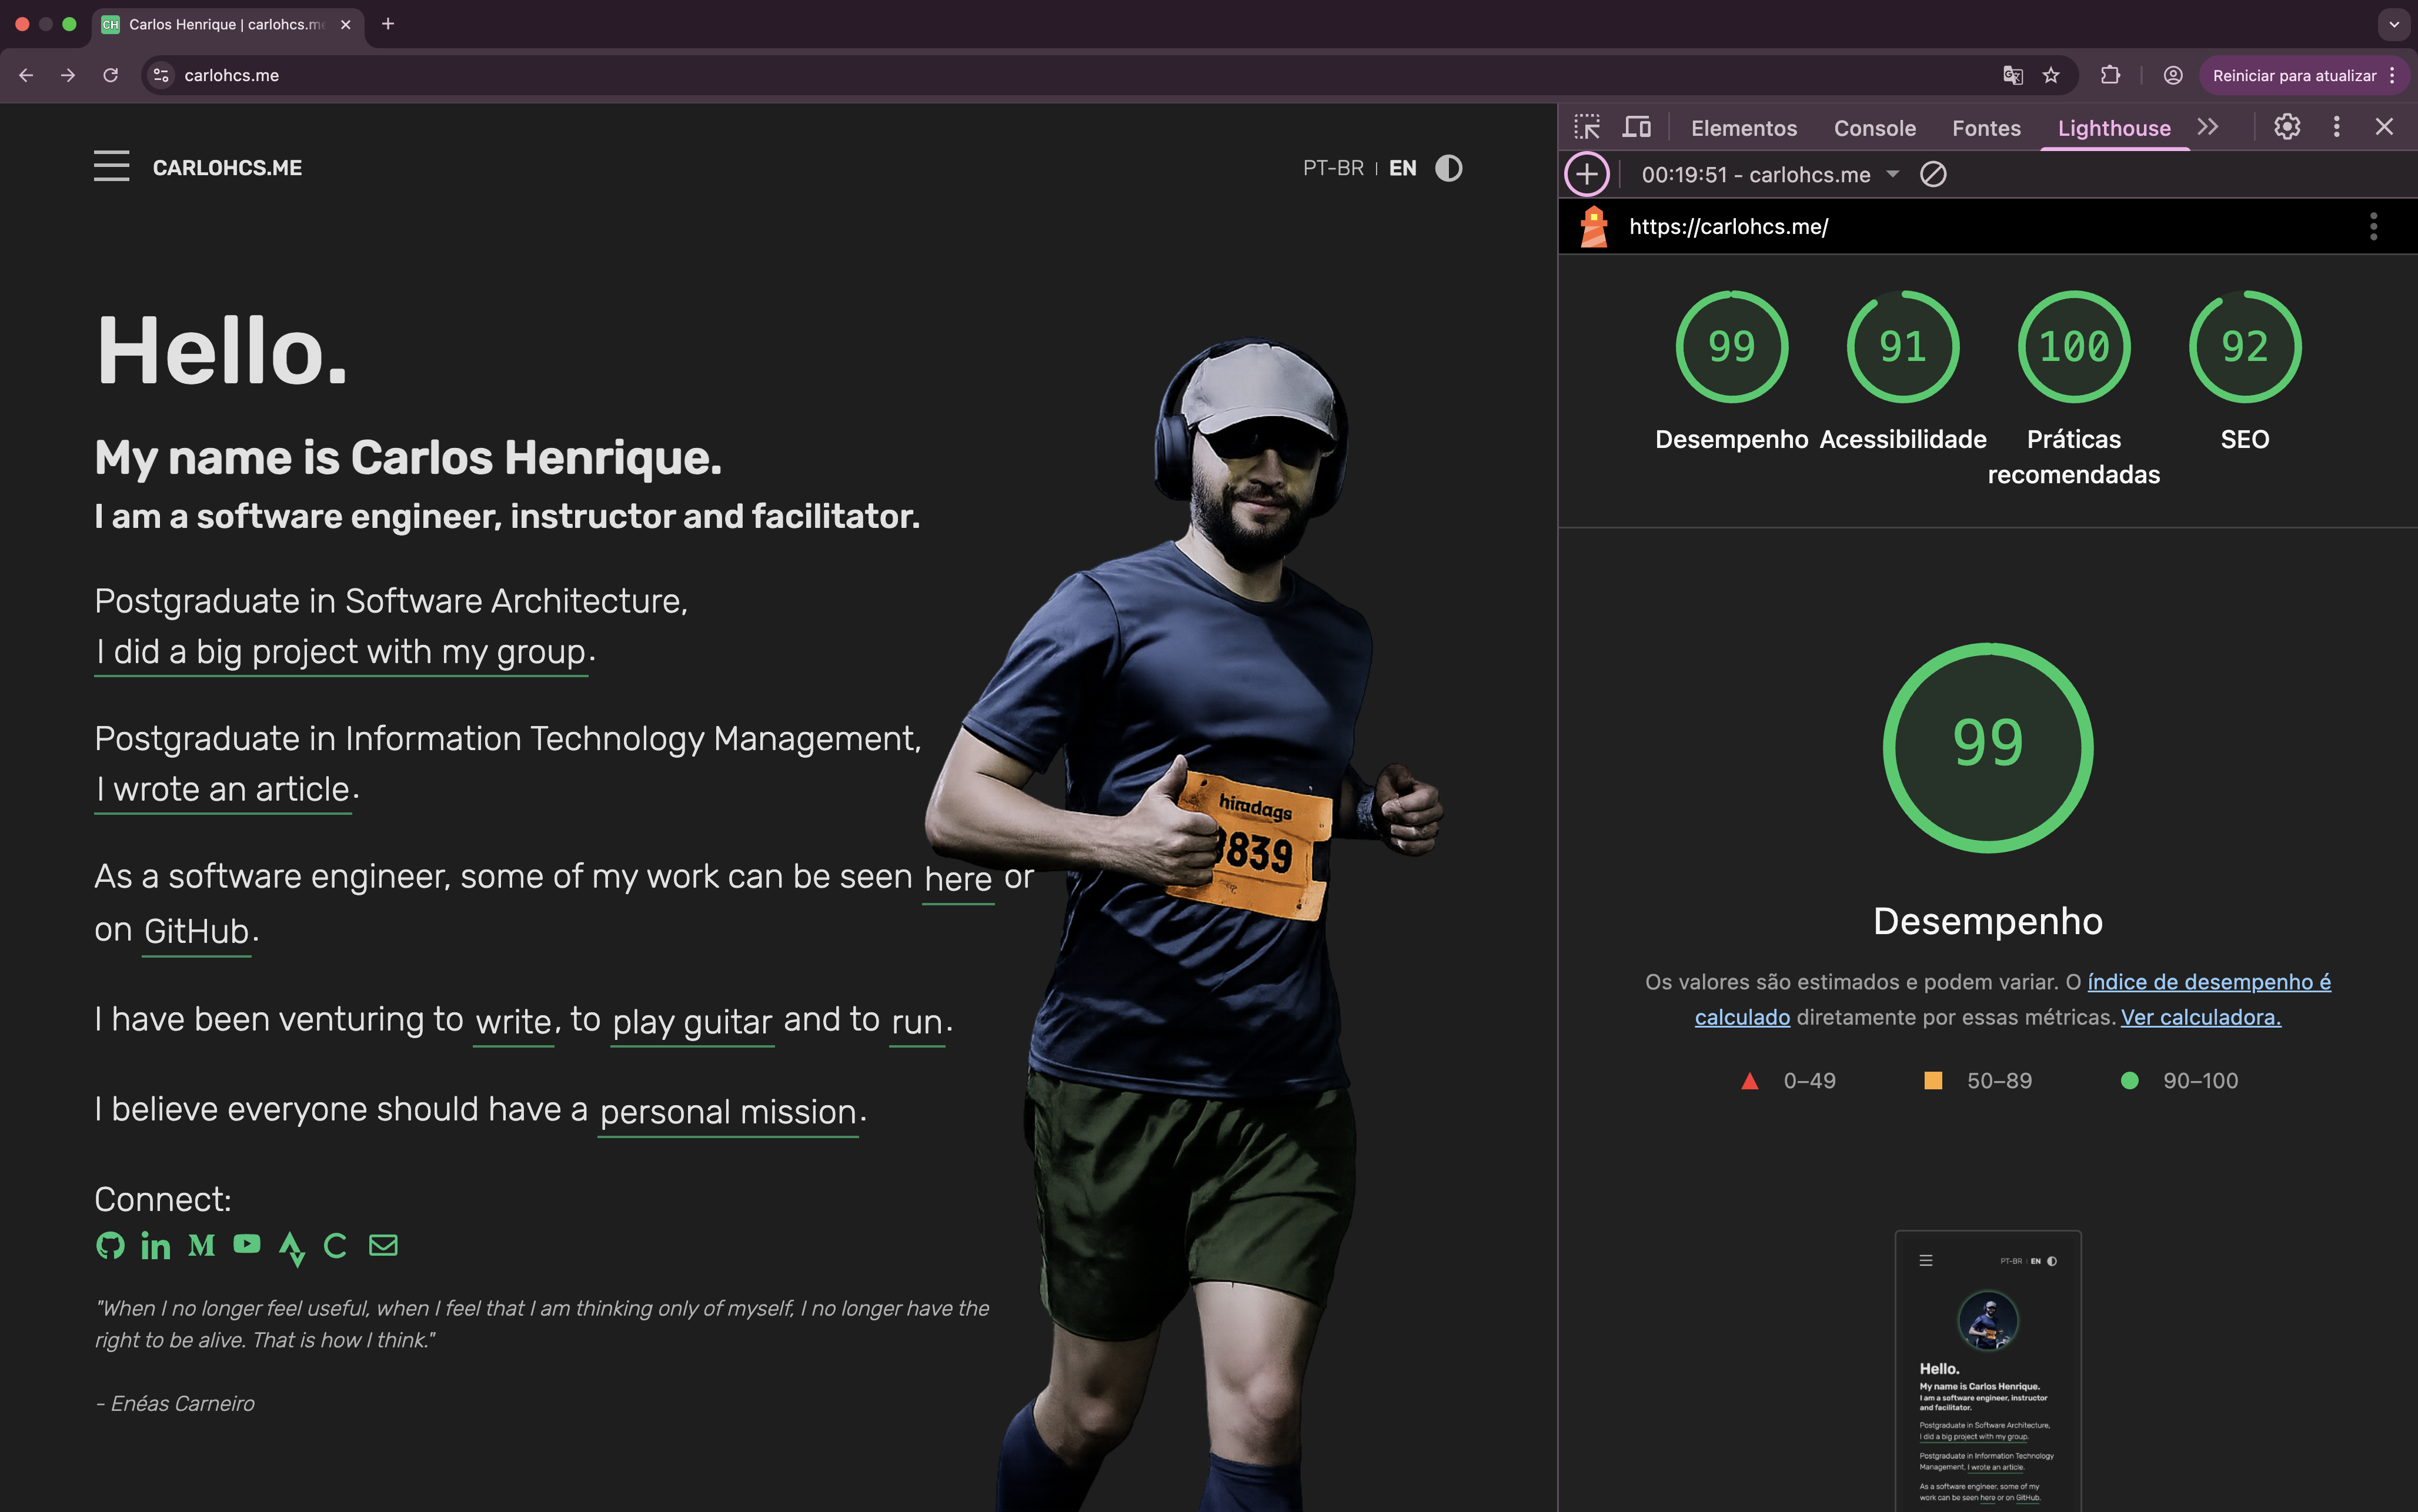 CH Carlos Henrique | carlohcs.me
carlohcs.me
Reiniciar para atualizar
CARLOHCS.ME
PT-BR | EN
Hello.
My name is Carlos Henrique.
I am a software engineer, instructor and facilitator.
Postgraduate in Software Architecture,
I did a big project with my group.
Postgraduate in Information Technology Management,
I wrote an article.
As a software engineer, some of my work can be seen here or
on GitHub.
I have been venturing to write, to play guitar and to run.
I believe everyone should have a personal mission.
Connect:
"When I no longer feel useful, when I feel that I am thinking only of myself, I no longer have the
right to be alive. That is how I think."
- Enéas Carneiro
9839
Elementos Console Fontes Lighthouse
00:19:51 - carlohcs.me
https://carlohcs.me/
99 91 100 92
Desempenho Acessibilidade Práticas SEO
recomendadas
99
Desempenho
Os valores são estimados e podem variar. O índice de desempenho é
calculado diretamente por essas métricas. Ver calculadora.
0–49 50–89 90–100
PT-BR | EN
Hello.
My name is Carlos Henrique.
I am a software engineer, instructor
and facilitator.
Postgraduate in Software Architecture,
I did a big project with my group.
Postgraduate in Information Technology
Management, I wrote an article.
As a software engineer, some of my
work can be seen here or on GitHub.